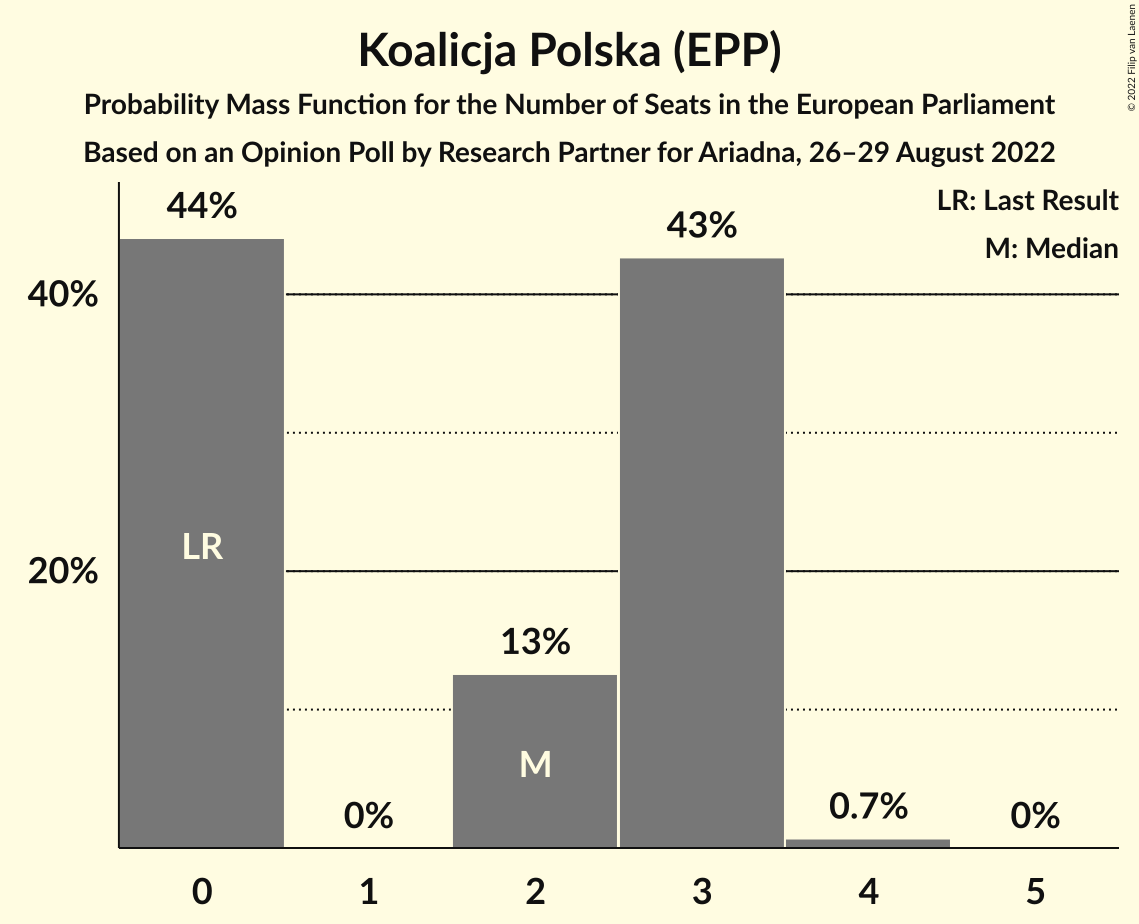 Koalicja Polska (EPP)
Probability Mass Function for the Number of Seats in the European Parliament
Based on an Opinion Poll by Research Partner for Ariadna, 26–29 August 2022
© 2022 Filip van Laenen
LR: Last Result
M: Median
44%
43%
40%
LR
20%
13%
M
0%
0.7%
0%
0 1 2 3 4 5